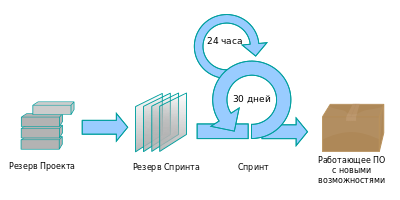 24 часа
30 дней
Резерв Проекта
Резерв Спринта
Спринт
Работающее ПО
с новыми
возможностями